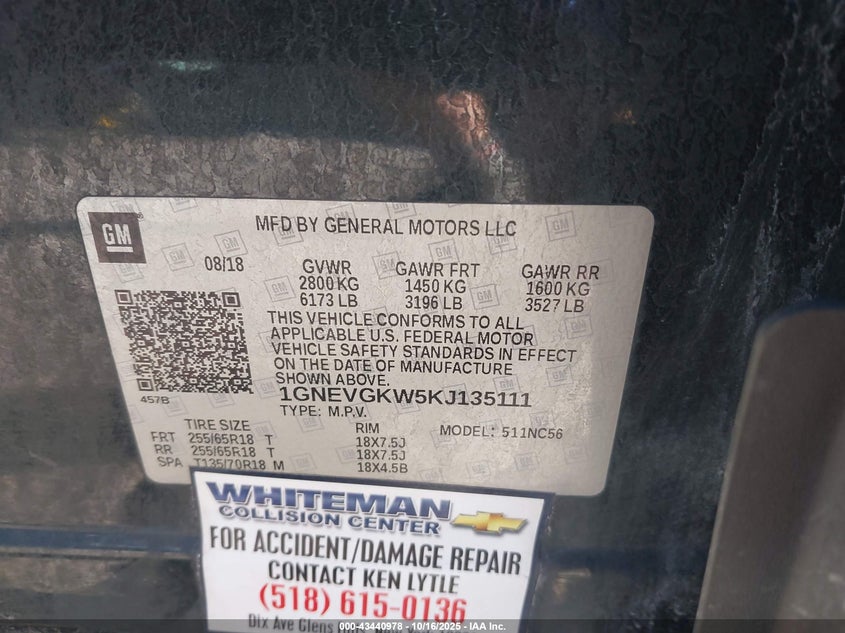 GM
MFD BY GENERAL MOTORS LLC
08/18
GVWR
2800 KG
6173 LB
GAWR FRT
1450 KG
3196 LB
GAWR RR
1600 KG
3527 LB
THIS VEHICLE CONFORMS TO ALL
APPLICABLE U.S. FEDERAL MOTOR
VEHICLE SAFETY STANDARDS IN EFFECT
ON THE DATE OF MANUFACTURE
SHOWN ABOVE.
457B
1GNEVGKW5KJ135111
TYPE: M.P.V.
MODEL: 511NC56
TIRE SIZE RIM
FRT 255/65R18 T 18X7.5J
RR 255/65R18 T 18X7.5J
SPA T135/70R18 M 18X4.5B
WHITEMAN
COLLISION CENTER
FOR ACCIDENT/DAMAGE REPAIR
CONTACT KEN LYTLE
(518) 615-0136
Dix Ave Glens
000-43440978 - 10/16/2025 - IAA Inc.